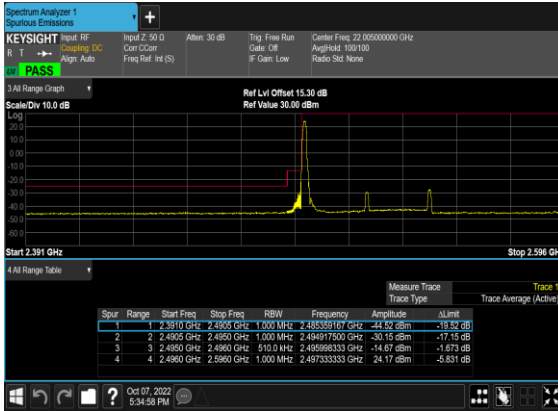 Spectrum Analyzer 1
Spurious Emissions
KEYSIGHT
R T
Input: RF
Coupling: DC
Align: Auto
Input Z: 50 Ω
Corr CCorr
Freq Ref: Int (S)
Atten: 30 dB
Trig: Free Run
Gate: Off
IF Gain: Low
Center Freq: 22.005000000 GHz
Avg|Hold: 100/100
Radio Std: None
PASS
3 All Range Graph
Scale/Div 10.0 dB
Ref Lvl Offset 15.30 dB
Ref Value 30.00 dBm
Log
20.0
10.0
0.00
-10.0
-20.0
-30.0
-40.0
-50.0
-60.0
Start 2.391 GHz
Stop 2.596 GHz
4 All Range Table
Measure Trace Trace 1
Trace Type Trace Average (Active)
Spur Range Start Freq Stop Freq RBW Frequency Amplitude ΔLimit
1 1 2.3910 GHz 2.4905 GHz 1.000 MHz 2.485359167 GHz -44.52 dBm -19.52 dB
2 2 2.4905 GHz 2.4950 GHz 1.000 MHz 2.494917500 GHz -30.15 dBm -17.15 dB
3 3 2.4950 GHz 2.4960 GHz 510.0 kHz 2.495998333 GHz -14.67 dBm -1.673 dB
4 4 2.4960 GHz 2.5960 GHz 1.000 MHz 2.497333333 GHz 24.17 dBm -5.831 dB
Oct 07, 2022
5:34:58 PM